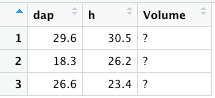 dap h Volume
1 29.6 30.5 ?
2 18.3 26.2 ?
3 26.6 23.4 ?